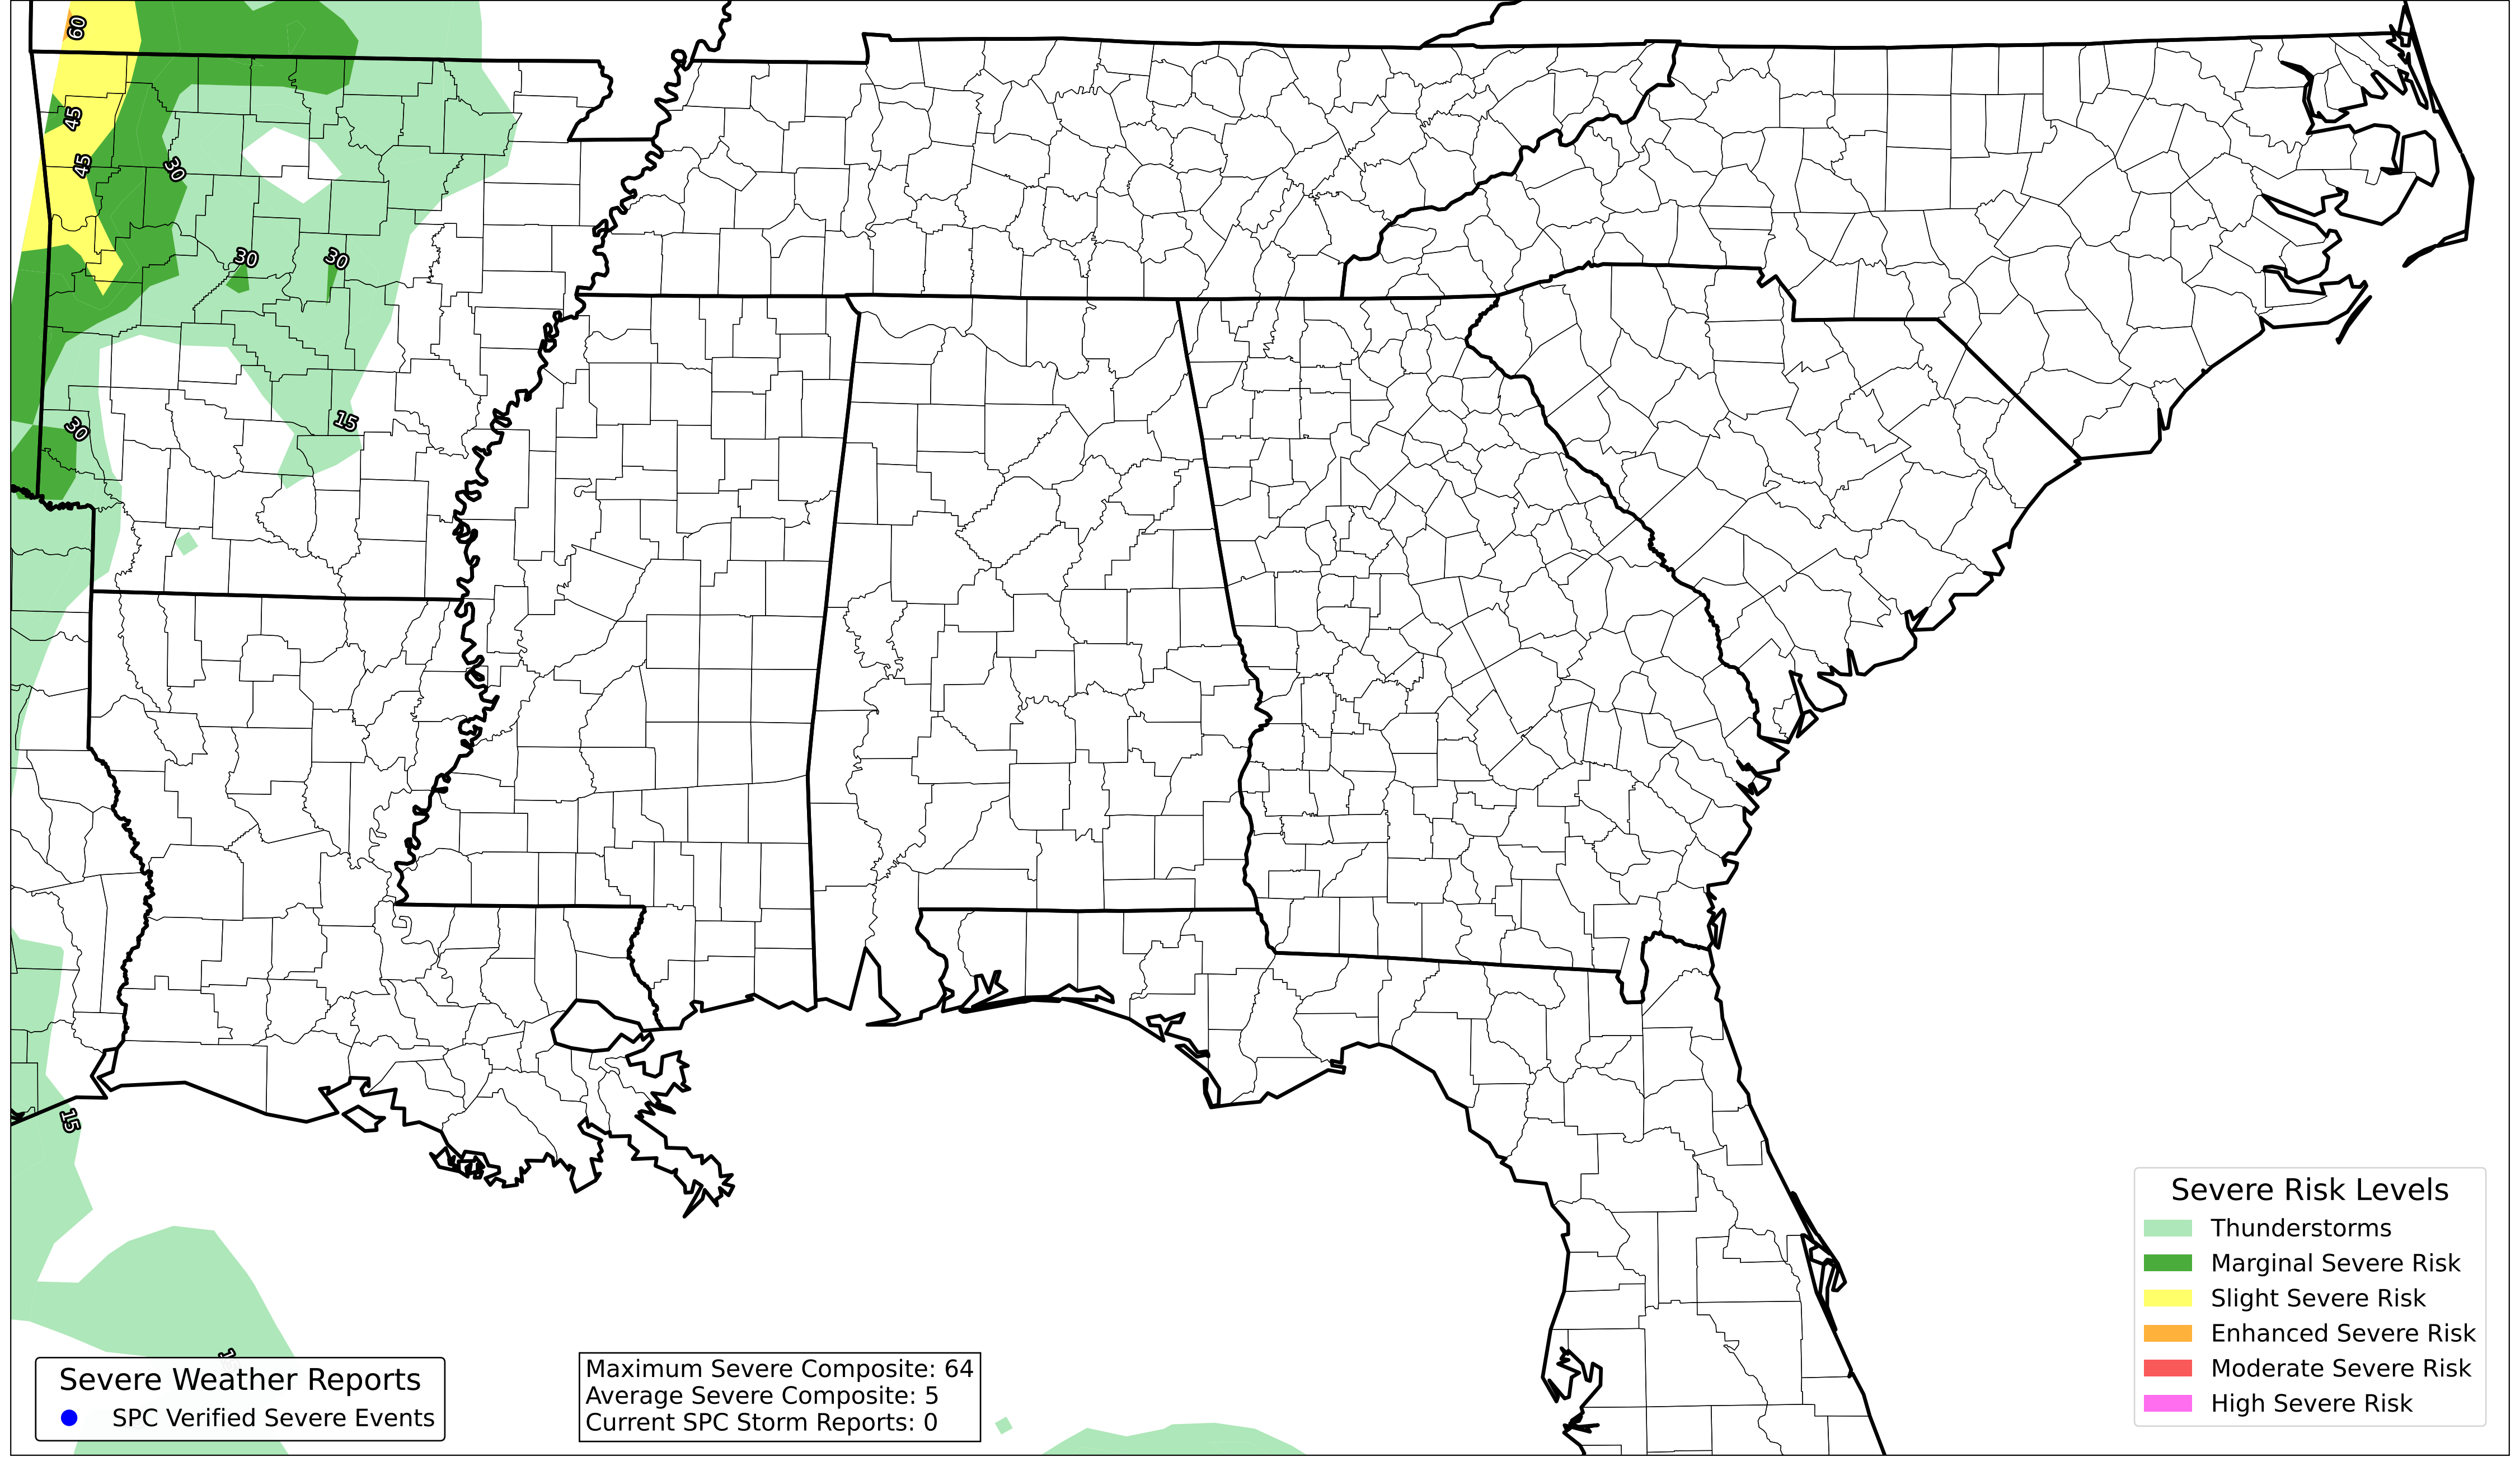 60
45
45
30
30
30
15
30
15
Severe Risk Levels
Thunderstorms
Marginal Severe Risk
Slight Severe Risk
Enhanced Severe Risk
Moderate Severe Risk
High Severe Risk
Severe Weather Reports
SPC Verified Severe Events
Maximum Severe Composite: 64
Average Severe Composite: 5
Current SPC Storm Reports: 0